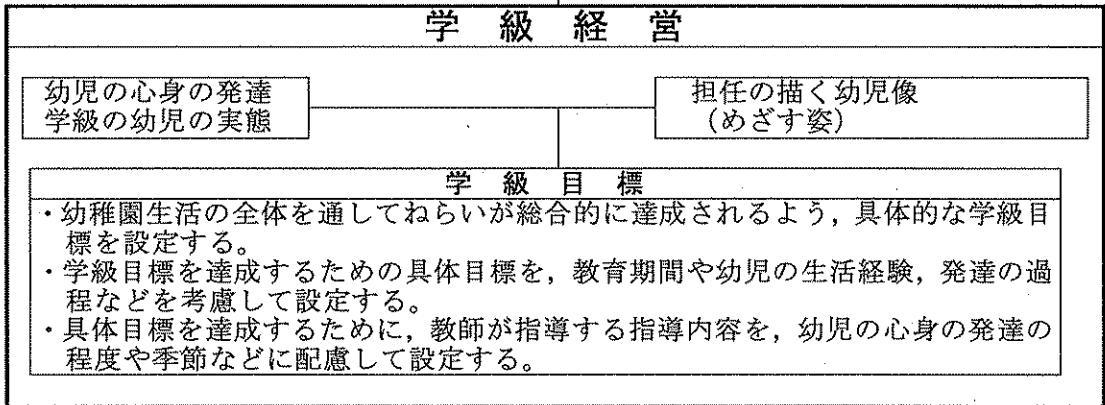 学級経営
幼児の心身の発達
学級の幼児の実態
担任の描く幼児像
(めざす姿)
学級目標
・幼稚園生活の全体を通してねらいが総合的に達成されるよう，具体的な学級目
標を設定する。
・学級目標を達成するための具体目標を，教育期間や幼児の生活経験，発達の過
程などを考慮して設定する。
・具体目標を達成するために，教師が指導する指導内容を，幼児の心身の発達の
程度や季節などに配慮して設定する。